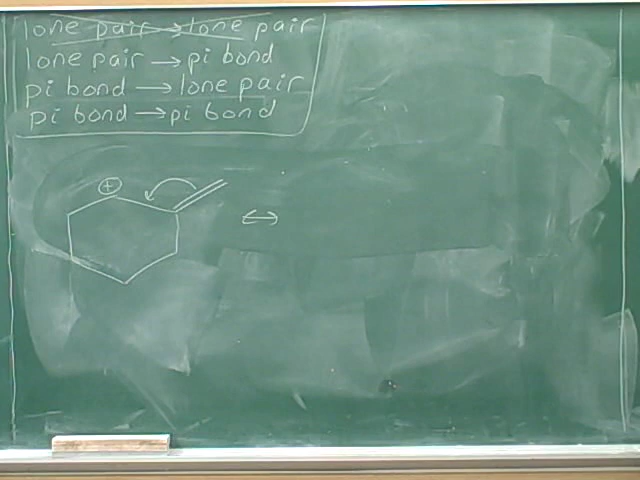 lone pair → lone pair
lone pair → pi bond
pi bond → lone pair
pi bond → pi bond
⊕
↔